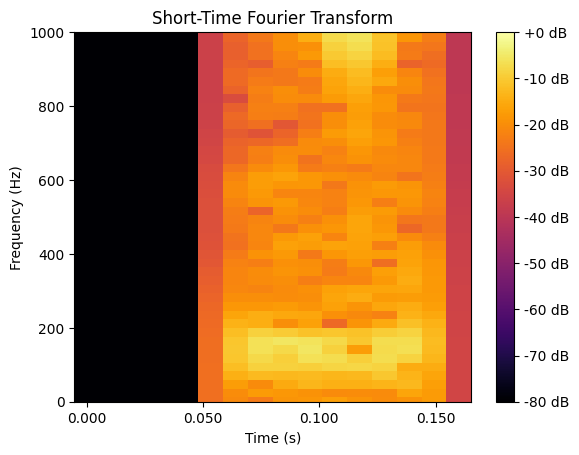 Short-Time Fourier Transform
1000
800
600
400
200
0
Frequency (Hz)
0.000
0.050
0.100
0.150
Time (s)
+0 dB
-10 dB
-20 dB
-30 dB
-40 dB
-50 dB
-60 dB
-70 dB
-80 dB